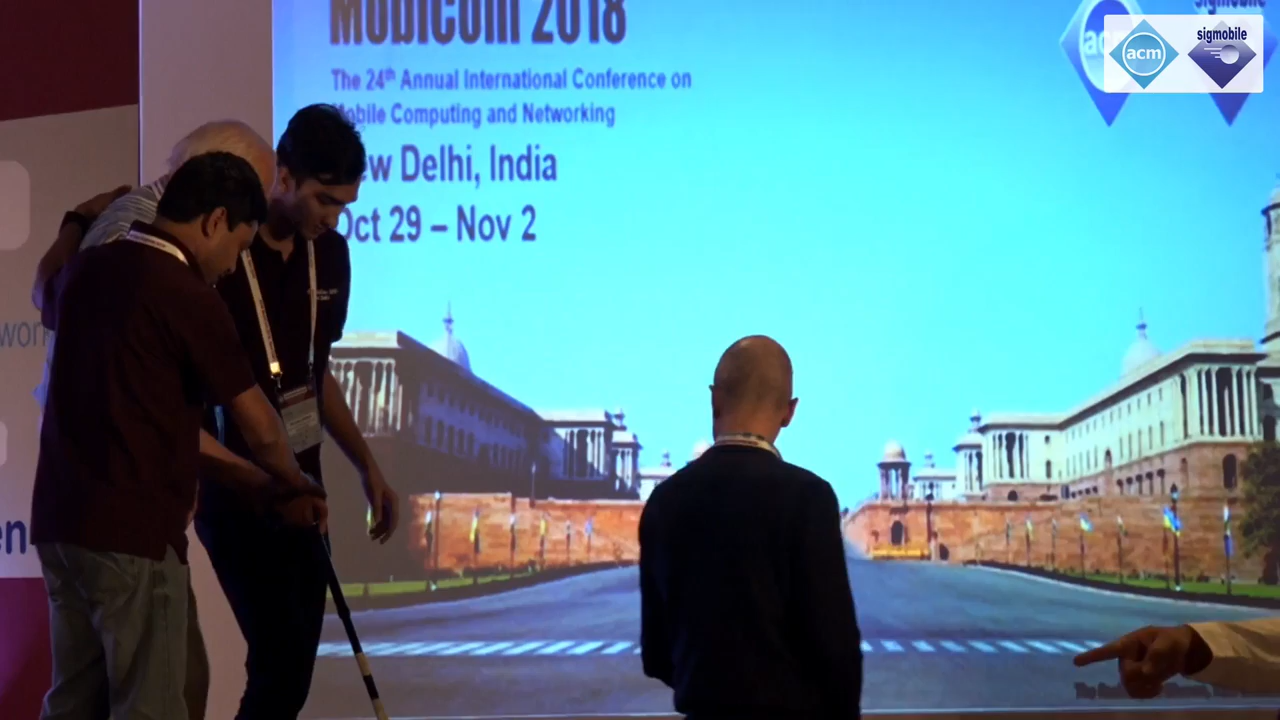 MobiCom 2018
The 24th Annual International Conference on
Mobile Computing and Networking
New Delhi, India
Oct 29 – Nov 2
acm
sigmobile